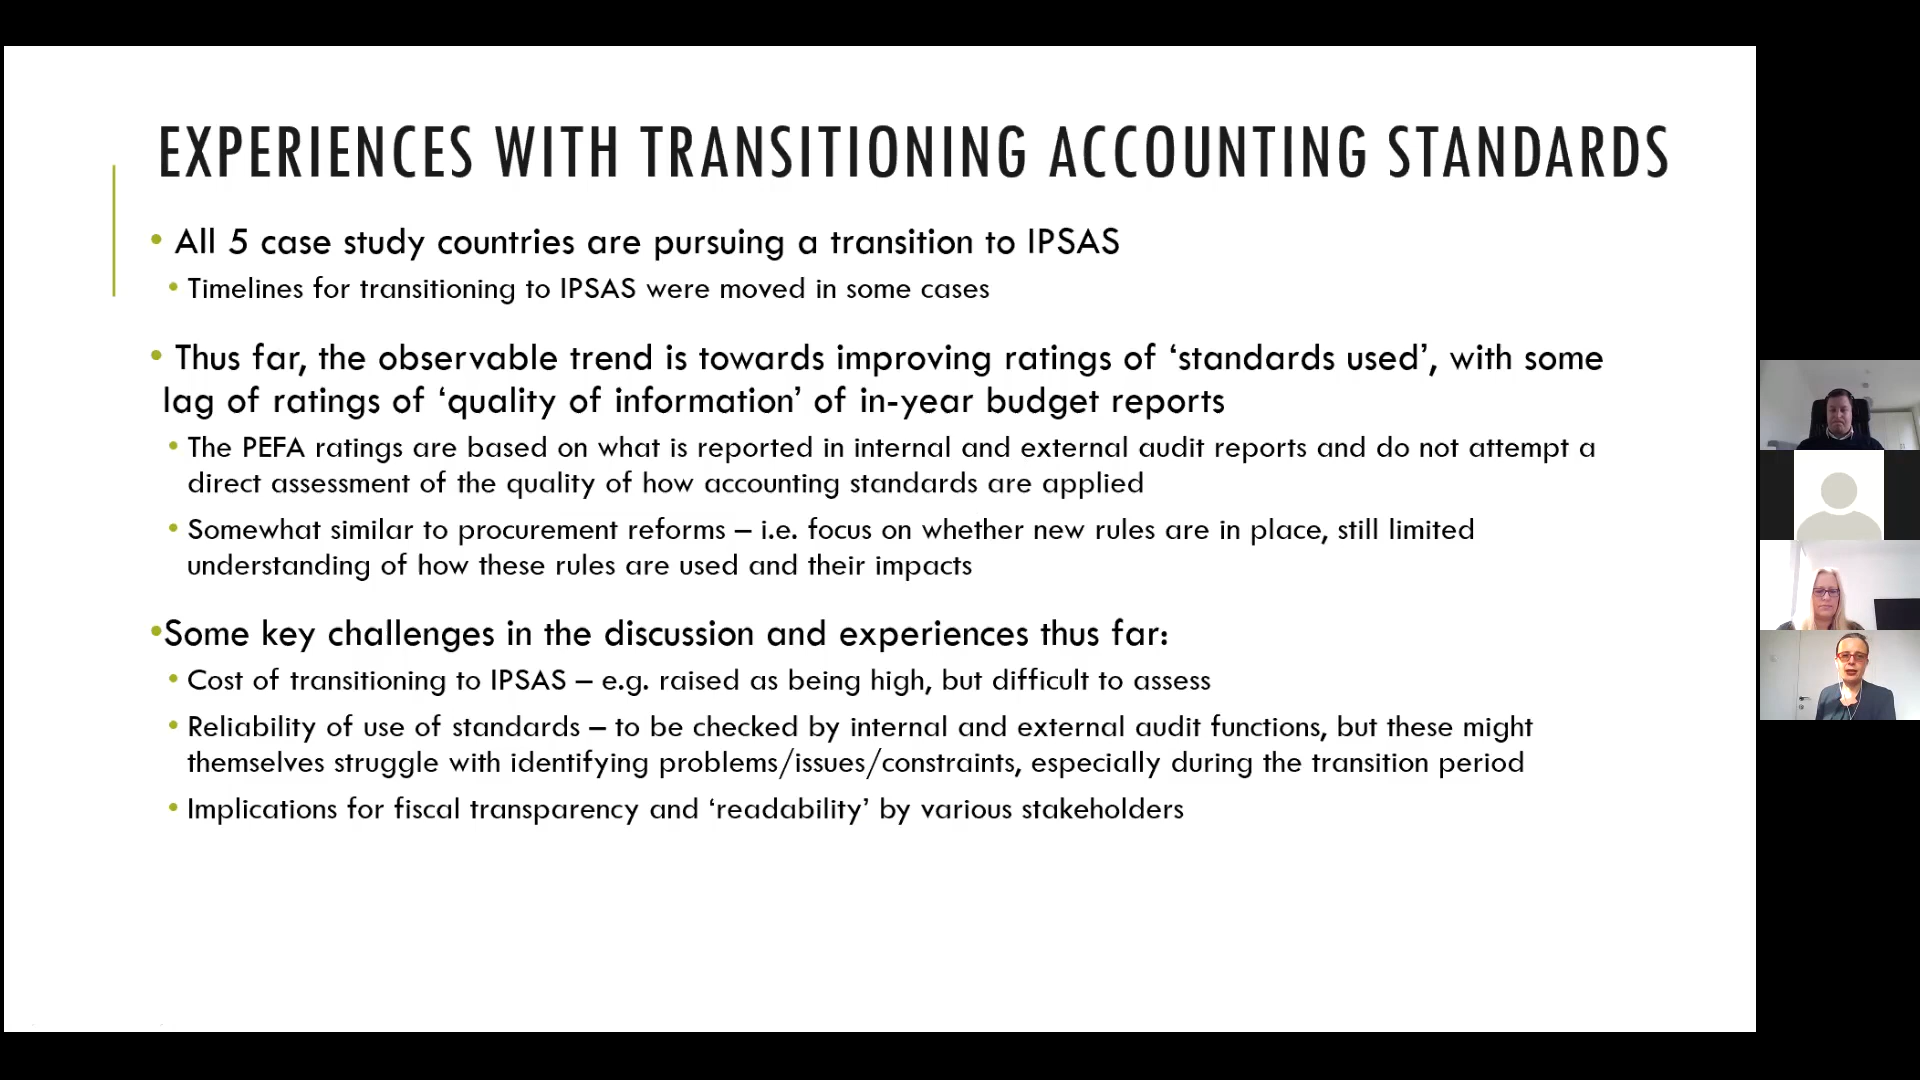 EXPERIENCES WITH TRANSITIONING ACCOUNTING STANDARDS
• All 5 case study countries are pursuing a transition to IPSAS
• Timelines for transitioning to IPSAS were moved in some cases
• Thus far, the observable trend is towards improving ratings of ‘standards used’, with some
lag of ratings of ‘quality of information’ of in-year budget reports
• The PEFA ratings are based on what is reported in internal and external audit reports and do not attempt a
direct assessment of the quality of how accounting standards are applied
• Somewhat similar to procurement reforms – i.e. focus on whether new rules are in place, still limited
understanding of how these rules are used and their impacts
•Some key challenges in the discussion and experiences thus far:
• Cost of transitioning to IPSAS – e.g. raised as being high, but difficult to assess
• Reliability of use of standards – to be checked by internal and external audit functions, but these might
themselves struggle with identifying problems/issues/constraints, especially during the transition period
• Implications for fiscal transparency and ‘readability’ by various stakeholders